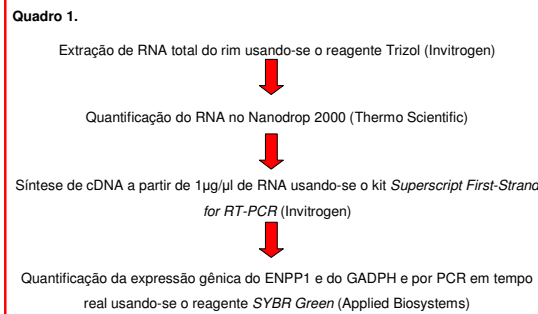 Quadro 1.
Extração de RNA total do rim usando-se o reagente Trizol (Invitrogen)
Quantificação do RNA no Nanodrop 2000 (Thermo Scientific)
Síntese de cDNA a partir de 1µg/µl de RNA usando-se o kit Superscript First-Strand
for RT-PCR (Invitrogen)
Quantificação da expressão gênica do ENPP1 e do GADPH e por PCR em tempo
real usando-se o reagente SYBR Green (Applied Biosystems)